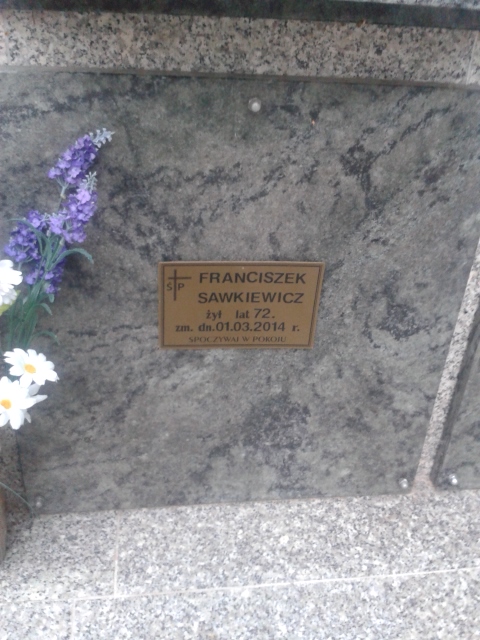 Ś P
FRANCISZEK
SAWKIEWICZ
żył lat 72.
zm. dn. 01.03.2014 r.
SPOCZYWAJ W POKOJU